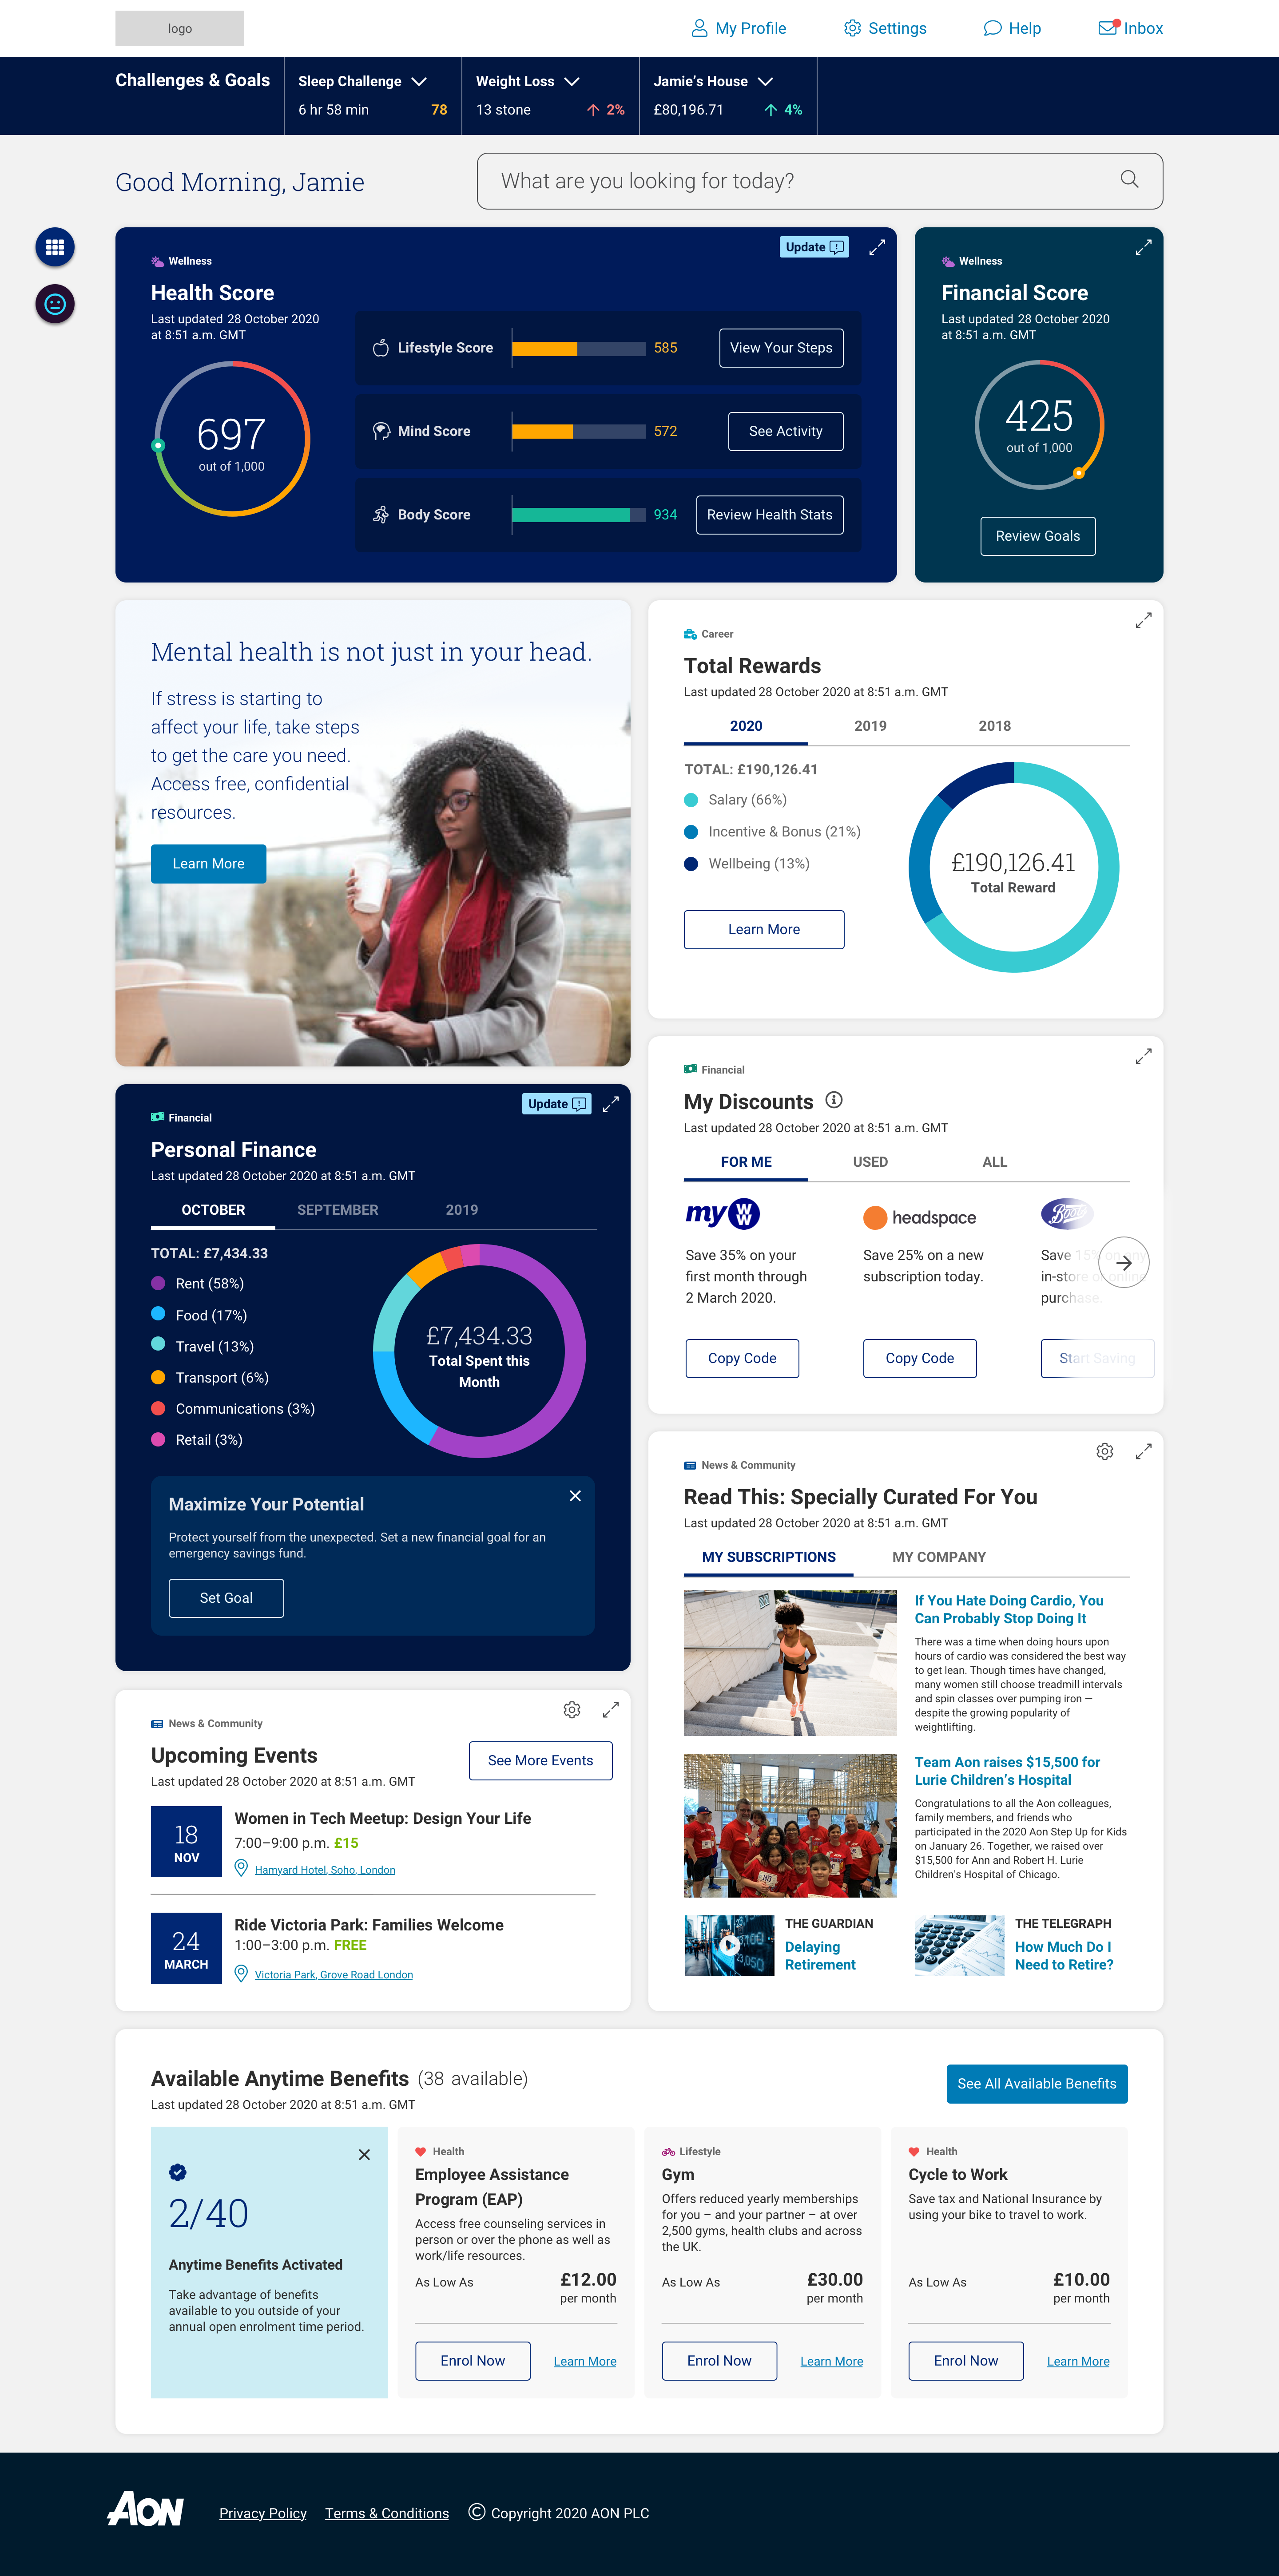 logo
My Profile
Settings
Help
Inbox
Challenges & Goals
Sleep Challenge
6 hr 58 min 78
Weight Loss
13 stone 2%
Jamie's House
£80,196.71 4%
Good Morning, Jamie
What are you looking for today?
Update
Wellness
Health Score
Last updated 28 October 2020
at 8:51 a.m. GMT
697
out of 1,000
Lifestyle Score 585 View Your Steps
Mind Score 572 See Activity
Body Score 934 Review Health Stats
Wellness
Financial Score
Last updated 28 October 2020
at 8:51 a.m. GMT
425
out of 1,000
Review Goals
Mental health is not just in your head.
If stress is starting to
affect your life, take steps
to get the care you need.
Access free, confidential
resources.
Learn More
Career
Total Rewards
Last updated 28 October 2020 at 8:51 a.m. GMT
2020 2019 2018
TOTAL: £190,126.41
Salary (66%)
Incentive & Bonus (21%)
Wellbeing (13%)
£190,126.41
Total Reward
Learn More
Financial
My Discounts
Last updated 28 October 2020 at 8:51 a.m. GMT
FOR ME USED ALL
my WW
Save 35% on your
first month through
2 March 2020.
Copy Code
headspace
Save 25% on a new
subscription today.
Copy Code
Boots
Save 15% on any
in-store or online
purchase.
Start Saving
Update
Financial
Personal Finance
Last updated 28 October 2020 at 8:51 a.m. GMT
OCTOBER SEPTEMBER 2019
TOTAL: £7,434.33
Rent (58%)
Food (17%)
Travel (13%)
Transport (6%)
Communications (3%)
Retail (3%)
£7,434.33
Total Spent this
Month
Maximize Your Potential
Protect yourself from the unexpected. Set a new financial goal for an
emergency savings fund.
Set Goal
News & Community
Read This: Specially Curated For You
Last updated 28 October 2020 at 8:51 a.m. GMT
MY SUBSCRIPTIONS MY COMPANY
If You Hate Doing Cardio, You
Can Probably Stop Doing It
There was a time when doing hours upon
hours of cardio was considered the best way
to get lean. Though times have changed,
many women still choose treadmill intervals
and spin classes over pumping iron —
despite the growing popularity of
weightlifting.
Team Aon raises $15,500 for
Lurie Children's Hospital
Congratulations to all the Aon colleagues,
family members, and friends who
participated in the 2020 Aon Step Up for Kids
on January 26. Together, we raised over
$15,500 for Ann and Robert H. Lurie
Children's Hospital of Chicago.
THE GUARDIAN
Delaying
Retirement
THE TELEGRAPH
How Much Do I
Need to Retire?
News & Community
Upcoming Events
Last updated 28 October 2020 at 8:51 a.m. GMT
See More Events
18
NOV
Women in Tech Meetup: Design Your Life
7:00–9:00 p.m. £15
Hamyard Hotel, Soho, London
24
MARCH
Ride Victoria Park: Families Welcome
1:00–3:00 p.m. FREE
Victoria Park, Grove Road London
Available Anytime Benefits (38 available)
Last updated 28 October 2020 at 8:51 a.m. GMT
See All Available Benefits
2/40
Anytime Benefits Activated
Take advantage of benefits
available to you outside of your
annual open enrolment time period.
Health
Employee Assistance
Program (EAP)
Access free counseling services in
person or over the phone as well as
work/life resources.
As Low As £12.00
per month
Enrol Now Learn More
Lifestyle
Gym
Offers reduced yearly memberships
for you – and your partner – at over
2,500 gyms, health clubs and across
the UK.
As Low As £30.00
per month
Enrol Now Learn More
Health
Cycle to Work
Save tax and National Insurance by
using your bike to travel to work.
As Low As £10.00
per month
Enrol Now Learn More
AON
Privacy Policy Terms & Conditions © Copyright 2020 AON PLC